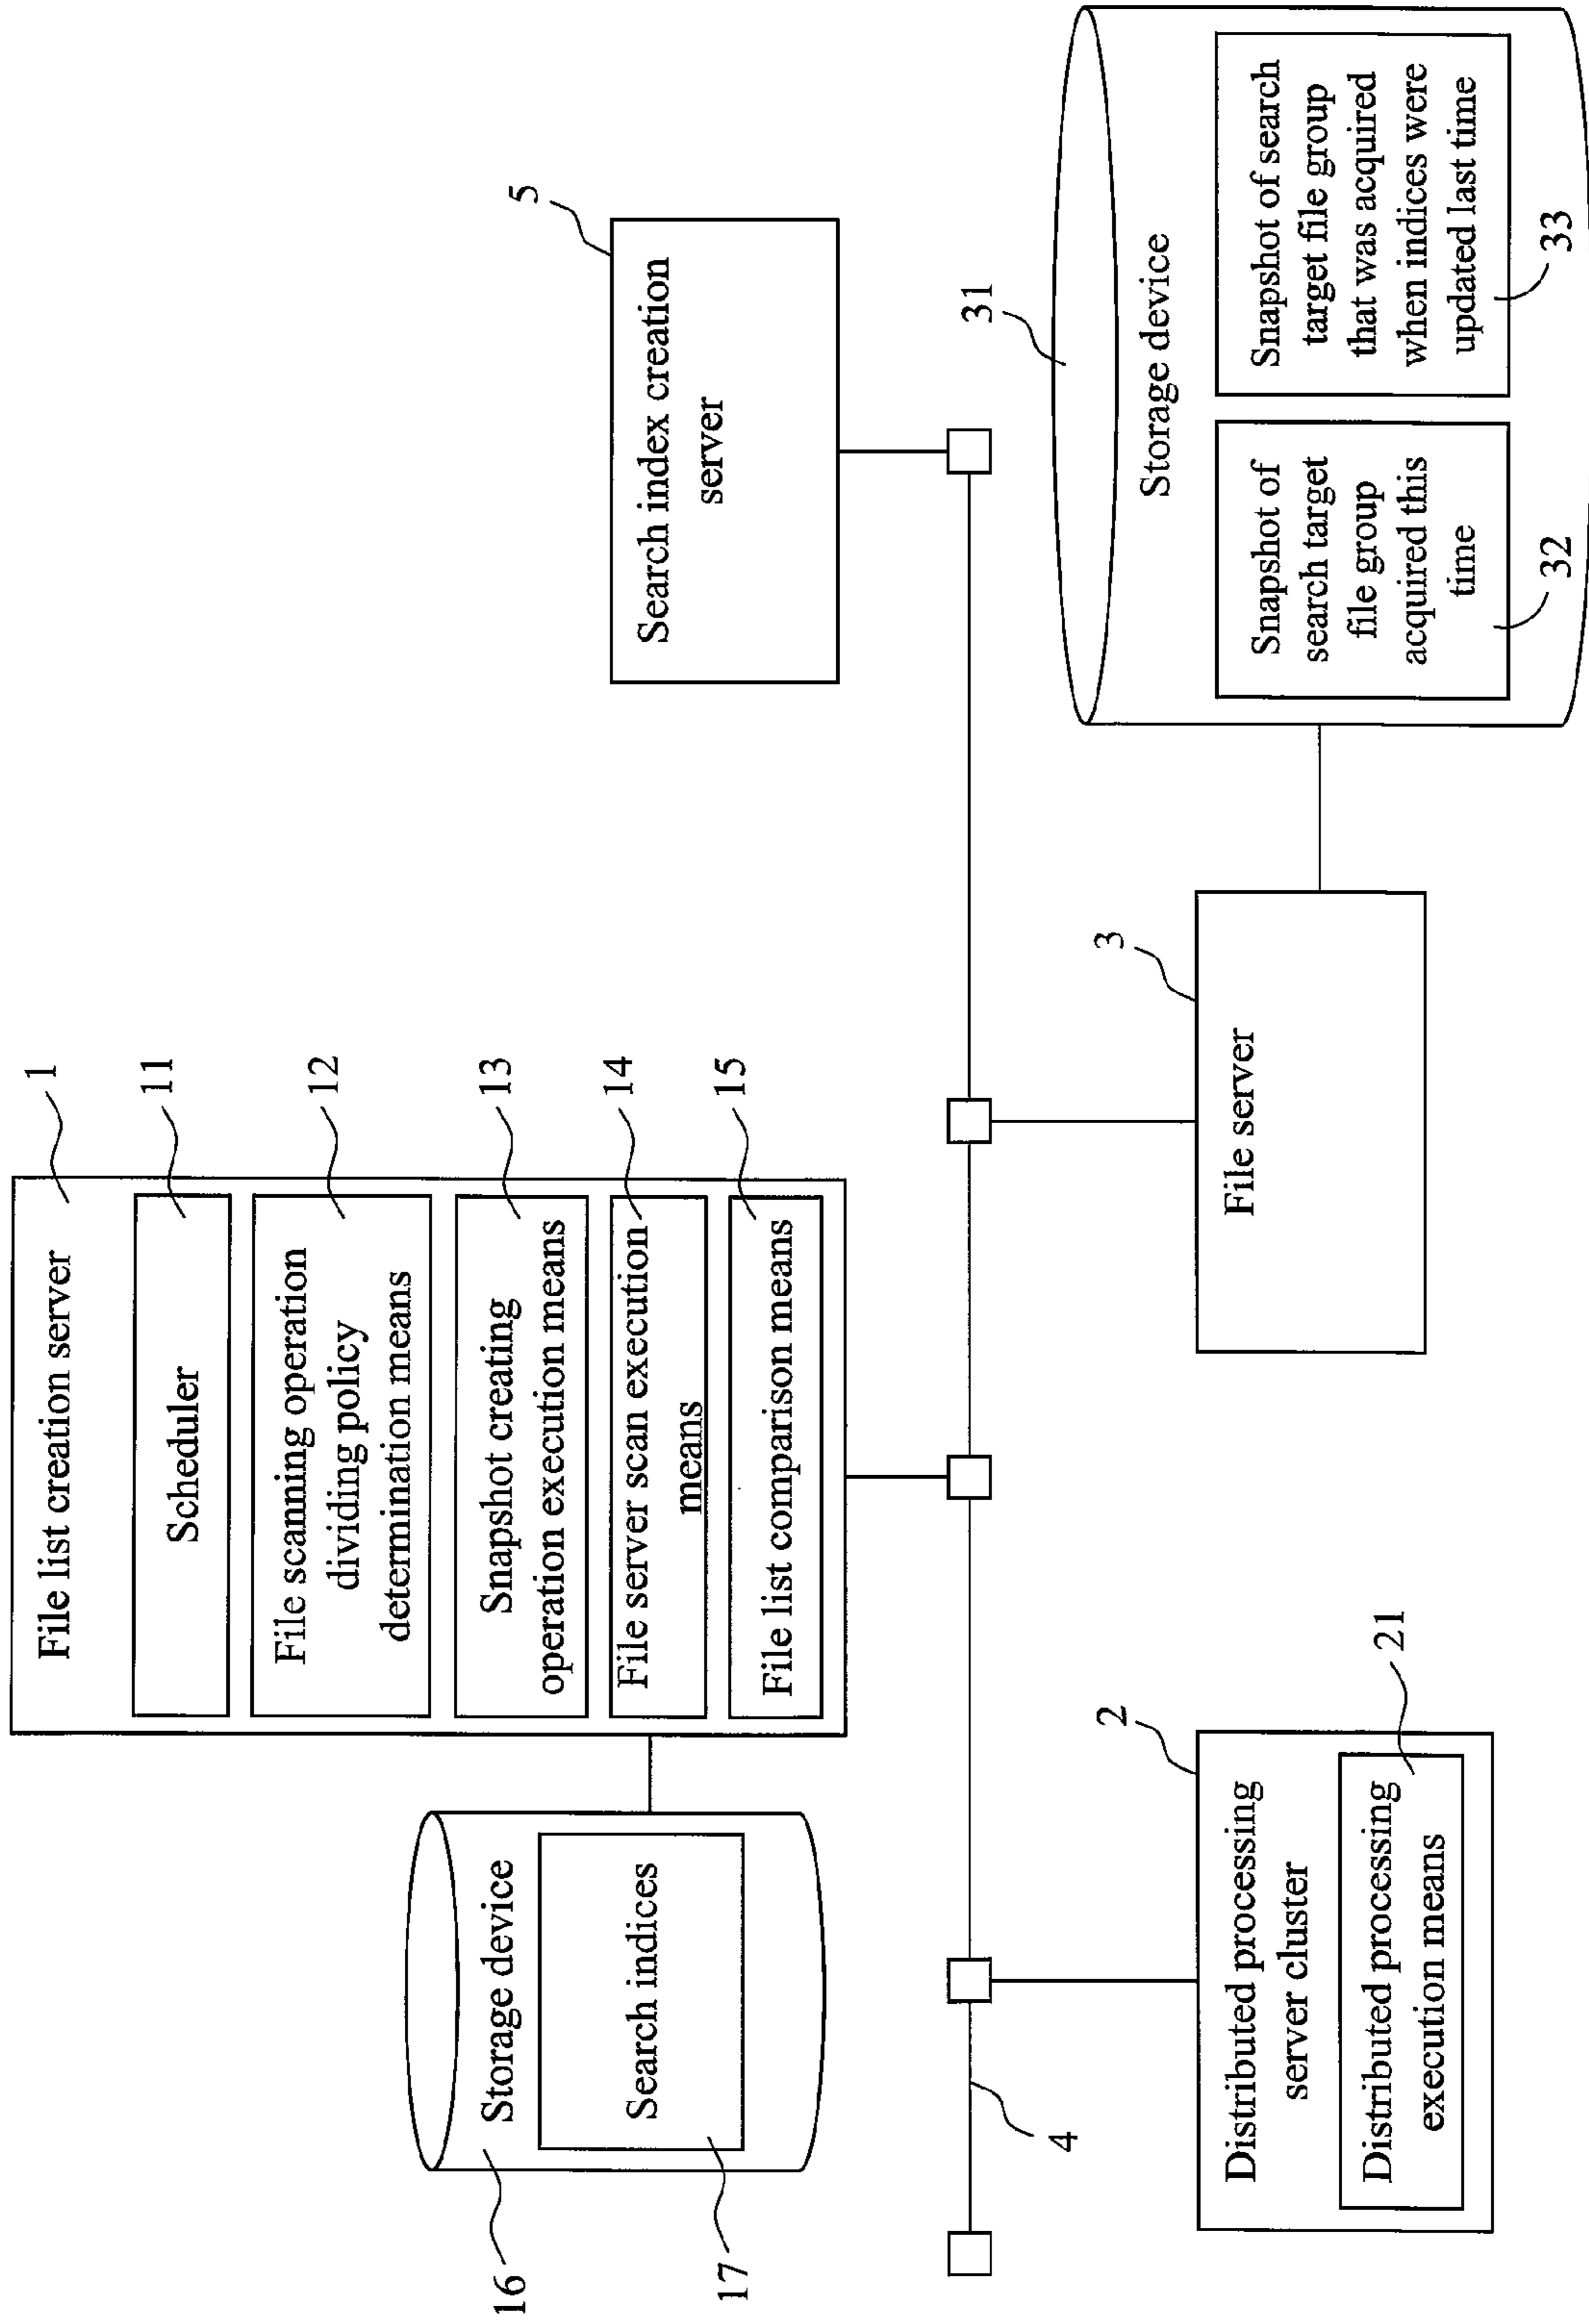 File list creation server
1
Scheduler
11
File scanning operation
dividing policy
determination means
12
Snapshot creating
operation execution means
13
File server scan execution
means
14
File list comparison means
15
Storage device
16
Search indices
17
Search index creation
server
5
4
Distributed processing
server cluster
2
Distributed processing
execution means
21
File server
3
31
Storage device
Snapshot of
search target
file group
acquired this
time
32
Snapshot of search
target file group
that was acquired
when indices were
updated last time
33